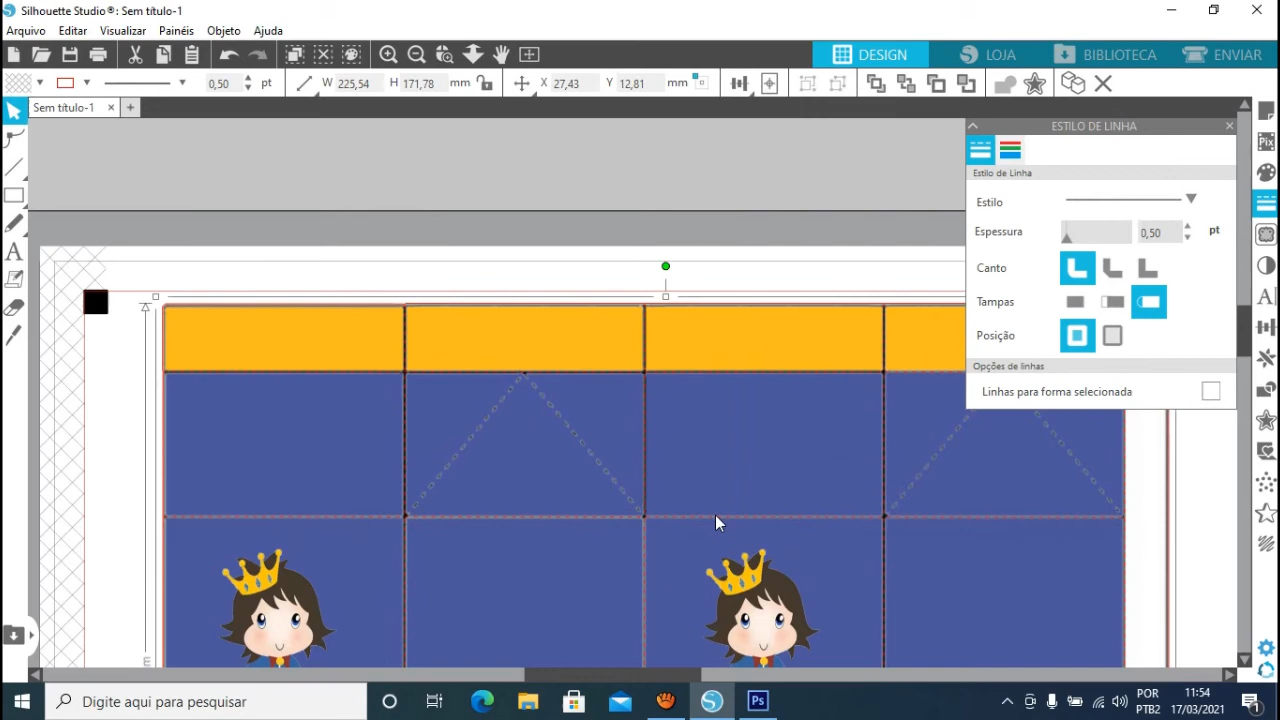 Silhouette Studio®: Sem título-1
Arquivo Editar Visualizar Painéis Objeto Ajuda
DESIGN LOJA BIBLIOTECA ENVIAR
0,50 pt W 225,54 H 171,78 mm X 27,43 Y 12,81 mm
Sem título-1 × +
ESTILO DE LINHA
Pix
Estilo de Linha
Estilo
Espessura 0,50 pt
Canto
Tampas
Posição
Opções de linhas
Linhas para forma selecionada
Digite aqui para pesquisar
Ps
POR
PTB2
11:54
17/03/2021
1